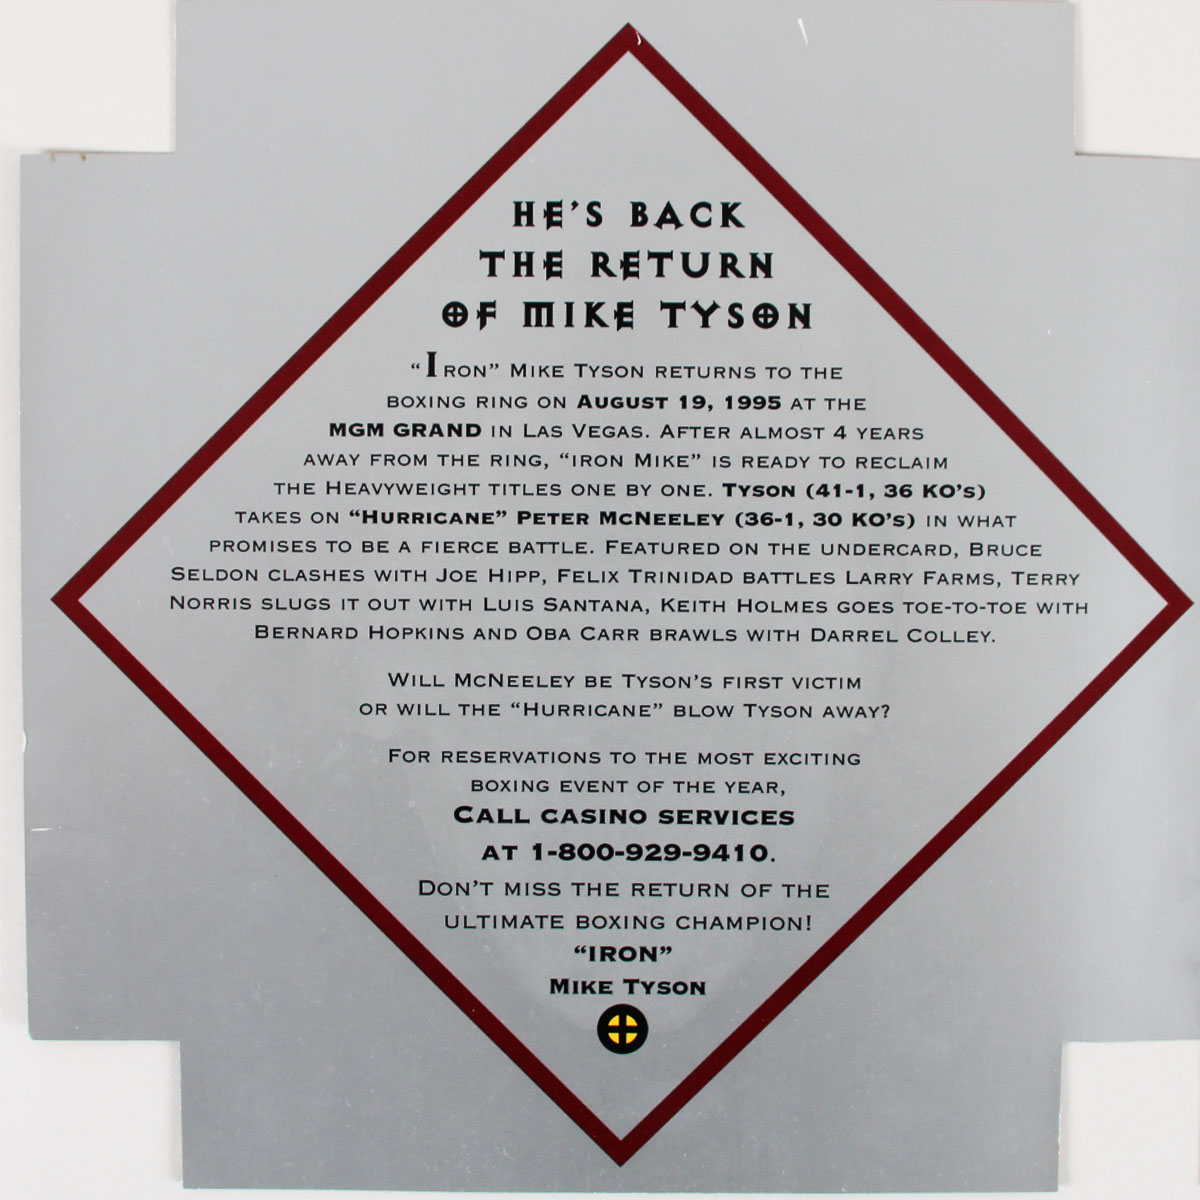 HE'S BACK
THE RETURN
OF MIKE TYSON
“IRON” MIKE TYSON RETURNS TO THE
BOXING RING ON AUGUST 19, 1995 AT THE
MGM GRAND IN LAS VEGAS. AFTER ALMOST 4 YEARS
AWAY FROM THE RING, “IRON MIKE” IS READY TO RECLAIM
THE HEAVYWEIGHT TITLES ONE BY ONE. TYSON (41-1, 36 KO'S)
TAKES ON “HURRICANE” PETER MCNEELEY (36-1, 30 KO'S) IN WHAT
PROMISES TO BE A FIERCE BATTLE. FEATURED ON THE UNDERCARD, BRUCE
SELDON CLASHES WITH JOE HIPP, FELIX TRINIDAD BATTLES LARRY FARMS, TERRY
NORRIS SLUGS IT OUT WITH LUIS SANTANA, KEITH HOLMES GOES TOE-TO-TOE WITH
BERNARD HOPKINS AND OBA CARR BRAWLS WITH DARREL COLLEY.
WILL MCNEELEY BE TYSON'S FIRST VICTIM
OR WILL THE “HURRICANE” BLOW TYSON AWAY?
FOR RESERVATIONS TO THE MOST EXCITING
BOXING EVENT OF THE YEAR,
CALL CASINO SERVICES
AT 1-800-929-9410.
DON'T MISS THE RETURN OF THE
ULTIMATE BOXING CHAMPION!
“IRON”
MIKE TYSON